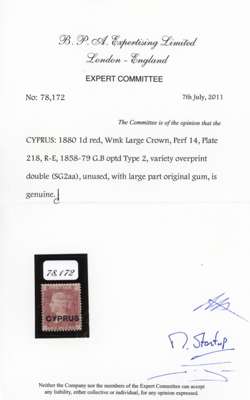 B. P. A. Expertising Limited
London - England
EXPERT COMMITTEE
No: 78,172 7th July, 2011
The Committee is of the opinion that the
CYPRUS: 1880 1d red, Wmk Large Crown, Perf 14, Plate
218, R-E, 1858-79 G.B optd Type 2, variety overprint
double (SG2aa), unused, with large part original gum, is
genuine.
78,172
CYPRUS
Neither the Company nor the members of the Expert Committee can accept
any liability, either collective or individual, for any opinion expressed.